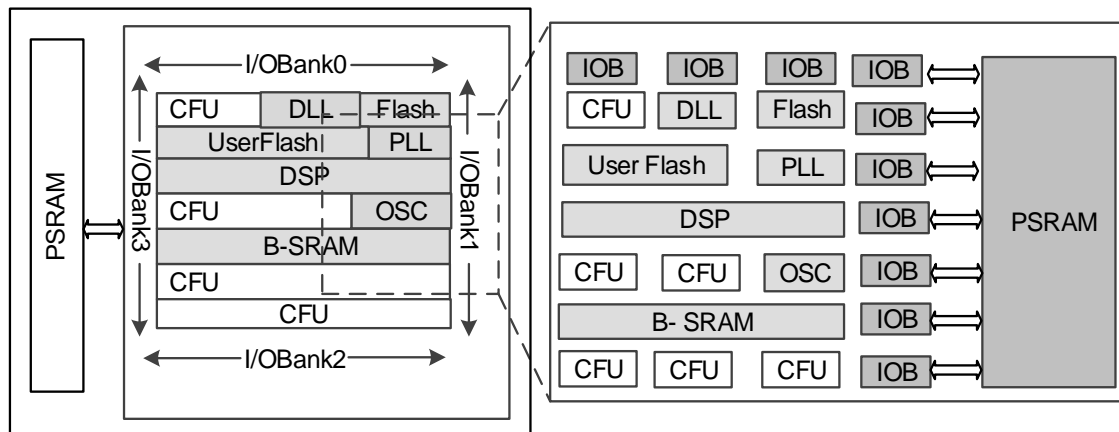 PSRAM
I/OBank0
I/OBank3
CFU DLL Flash
UserFlash PLL
DSP
CFU OSC
B-SRAM
CFU
CFU
I/OBank1
I/OBank2
IOB IOB IOB IOB
CFU DLL Flash IOB
User Flash PLL IOB
DSP IOB
CFU CFU OSC IOB
B- SRAM IOB
CFU CFU CFU IOB
PSRAM